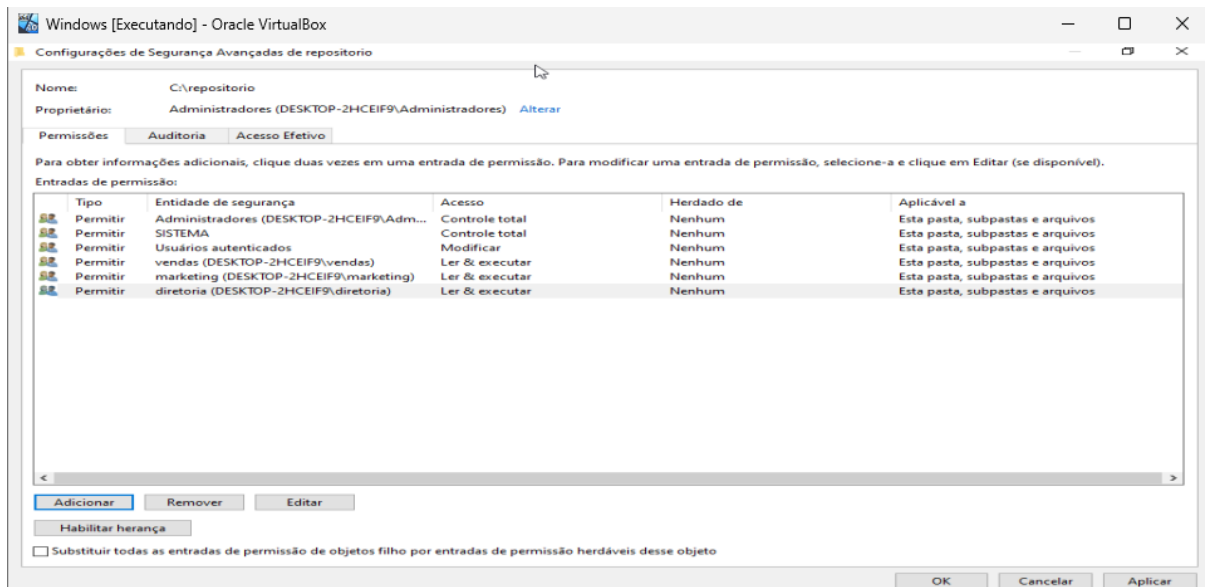 Windows [Executando] - Oracle VirtualBox
Configurações de Segurança Avançadas de repositorio
Nome: C:\repositorio
Proprietário: Administradores (DESKTOP-2HCEIF9\Administradores) Alterar
Permissões Auditoria Acesso Efetivo
Para obter informações adicionais, clique duas vezes em uma entrada de permissão. Para modificar uma entrada de permissão, selecione-a e clique em Editar (se disponível).
Entradas de permissão:
Tipo Entidade de segurança Acesso Herdado de Aplicável a
Permitir Administradores (DESKTOP-2HCEIF9\Adm... Controle total Nenhum Esta pasta, subpastas e arquivos
Permitir SISTEMA Controle total Nenhum Esta pasta, subpastas e arquivos
Permitir Usuários autenticados Modificar Nenhum Esta pasta, subpastas e arquivos
Permitir vendas (DESKTOP-2HCEIF9\vendas) Ler & executar Nenhum Esta pasta, subpastas e arquivos
Permitir marketing (DESKTOP-2HCEIF9\marketing) Ler & executar Nenhum Esta pasta, subpastas e arquivos
Permitir diretoria (DESKTOP-2HCEIF9\diretoria) Ler & executar Nenhum Esta pasta, subpastas e arquivos
Adicionar Remover Editar
Habilitar herança
Substituir todas as entradas de permissão de objetos filho por entradas de permissão herdáveis desse objeto
OK Cancelar Aplicar